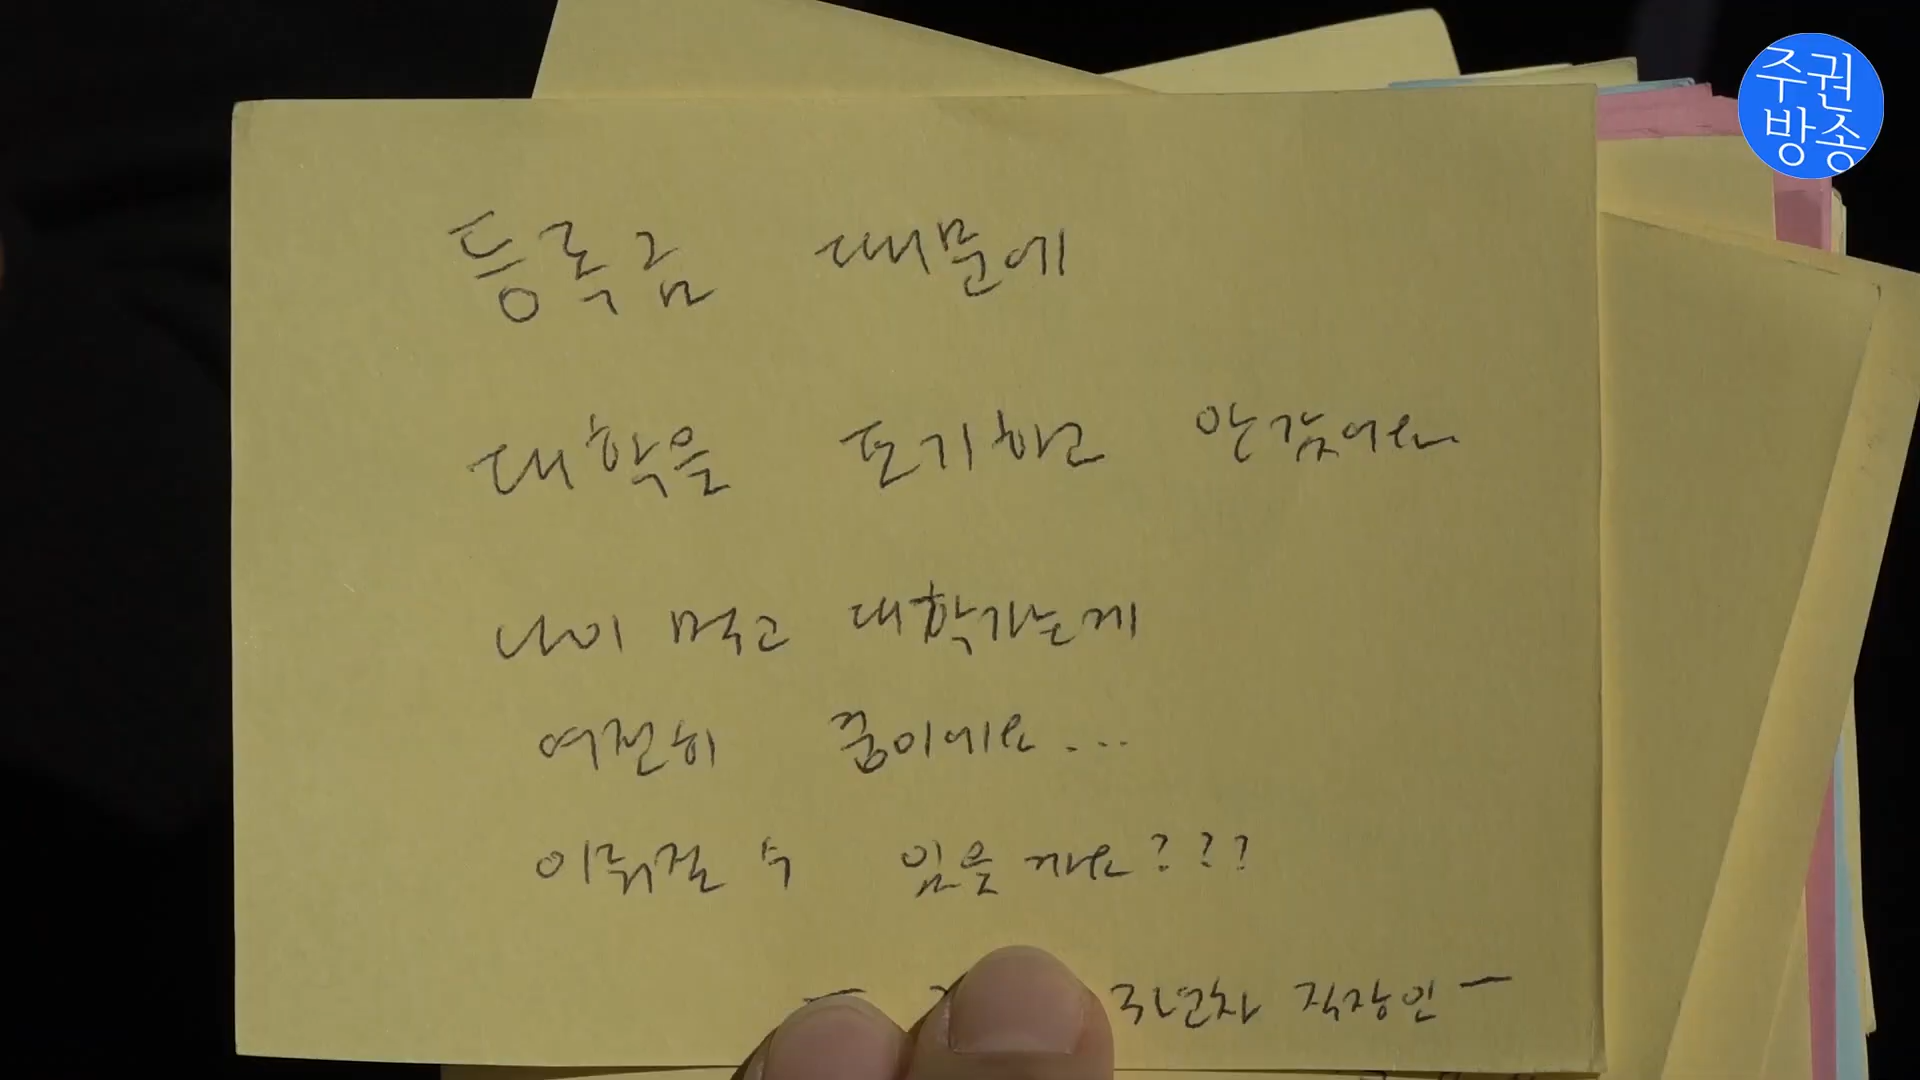 주권
방송
등록금 때문에
대학을 포기하고 안갔어요
나이 먹고 대학가는게
여전히 꿈이에요...
이뤄질 수 있을까요???
3년차 직장인 -